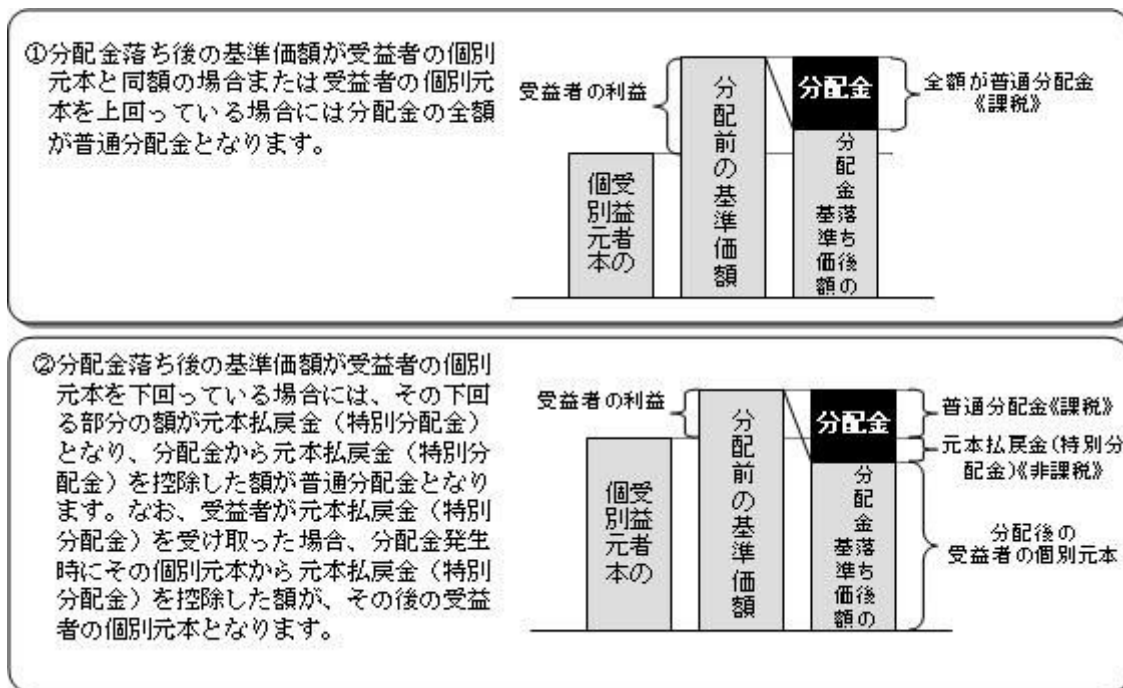 ①分配金落ち後の基準価額が受益者の個別
元本と同額の場合または受益者の個別元
本を上回っている場合には分配金の全額
が普通分配金となります。
受益者の利益
受益者の
個別元本
分配前の基準価額
分配金
分配金落ち後の
基準価額
全額が普通分配金
《課税》
②分配金落ち後の基準価額が受益者の個別
元本を下回っている場合には、その下回
る部分の額が元本払戻金（特別分配金）
となり、分配金から元本払戻金（特別分
配金）を控除した額が普通分配金となり
ます。なお、受益者が元本払戻金（特別
分配金）を受け取った場合、分配金発生
時にその個別元本から元本払戻金（特別
分配金）を控除した額が、その後の受益
者の個別元本となります。
受益者の利益
受益者の
個別元本
分配前の基準価額
分配金
分配金落ち後の
基準価額
普通分配金《課税》
元本払戻金（特別分
配金）《非課税》
分配後の
受益者の個別元本